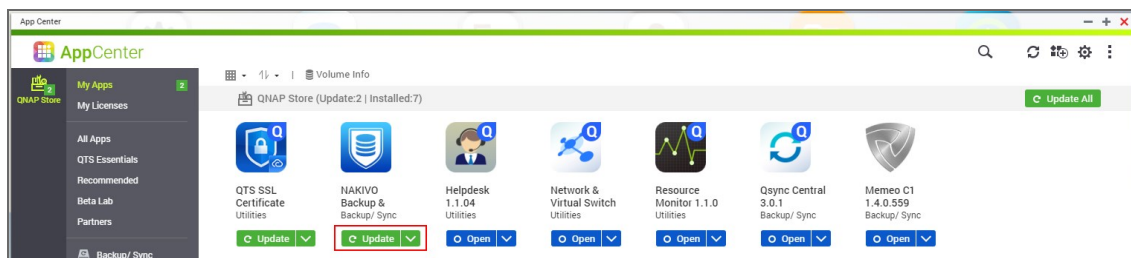 App Center
AppCenter
QNAP Store
2
My Apps 2
My Licenses
All Apps
QTS Essentials
Recommended
Beta Lab
Partners
Backup/ Sync
Volume Info
QNAP Store (Update:2 | Installed:7)
Update All
QTS SSL
Certificate
Utilities
Update
NAKIVO
Backup &
Backup/ Sync
Update
Helpdesk
1.1.04
Utilities
Open
Network &
Virtual Switch
Utilities
Open
Resource
Monitor 1.1.0
Utilities
Open
Qsync Central
3.0.1
Backup/ Sync
Open
Memeo C1
1.4.0.559
Backup/ Sync
Open